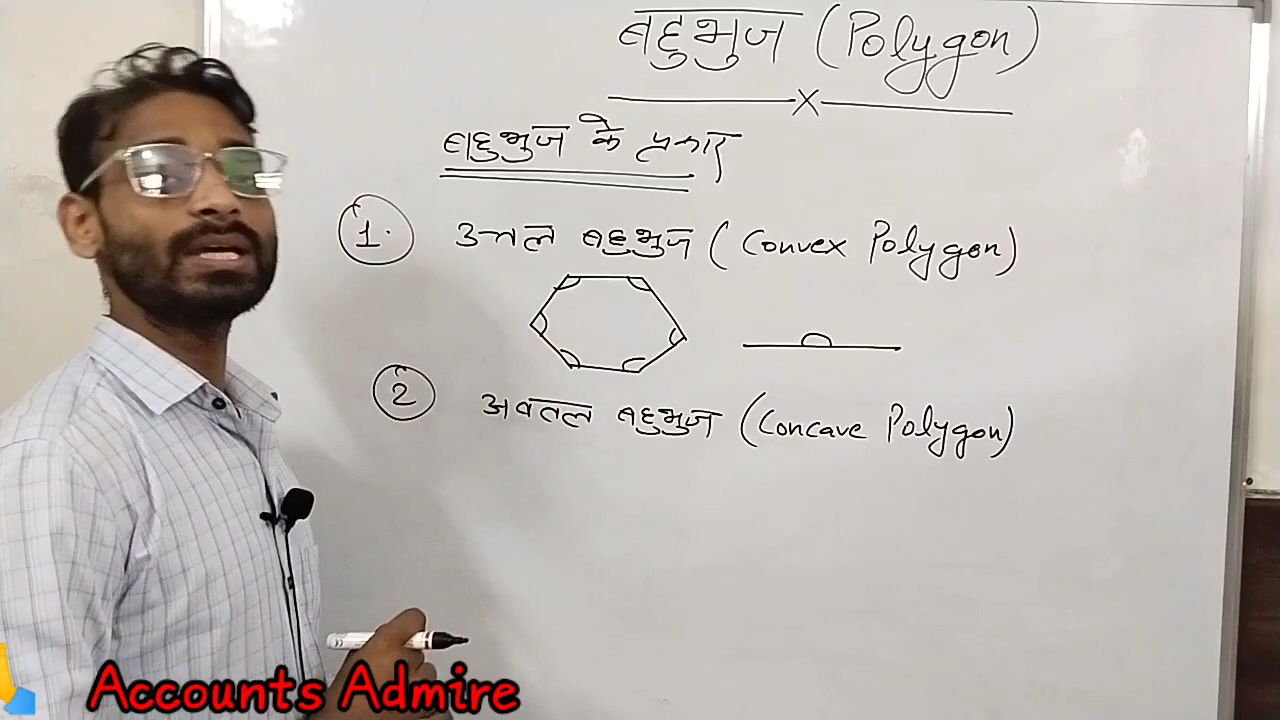 बहुभुज (Polygon)
बहुभुज के प्रकार
1. उत्तल बहुभुज (Convex Polygon)
2 अवतल बहुभुज (Concave Polygon)
Accounts Admire